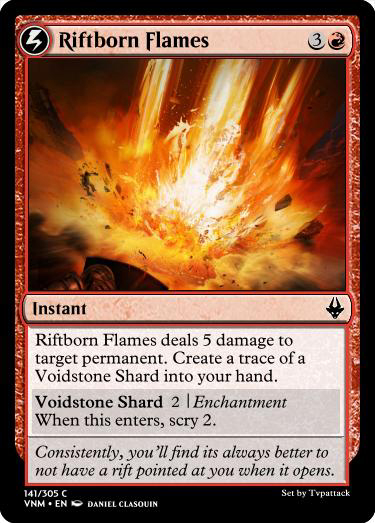 Riftborn Flames 3
Instant
Riftborn Flames deals 5 damage to
target permanent. Create a trace of a
Voidstone Shard into your hand.
Voidstone Shard 2 | Enchantment
When this enters, scry 2.
Consistently, you'll find its always better to
not have a rift pointed at you when it opens.
141/305 C
Set by Tvpattack
VNM • EN DANIEL CLASOUIN